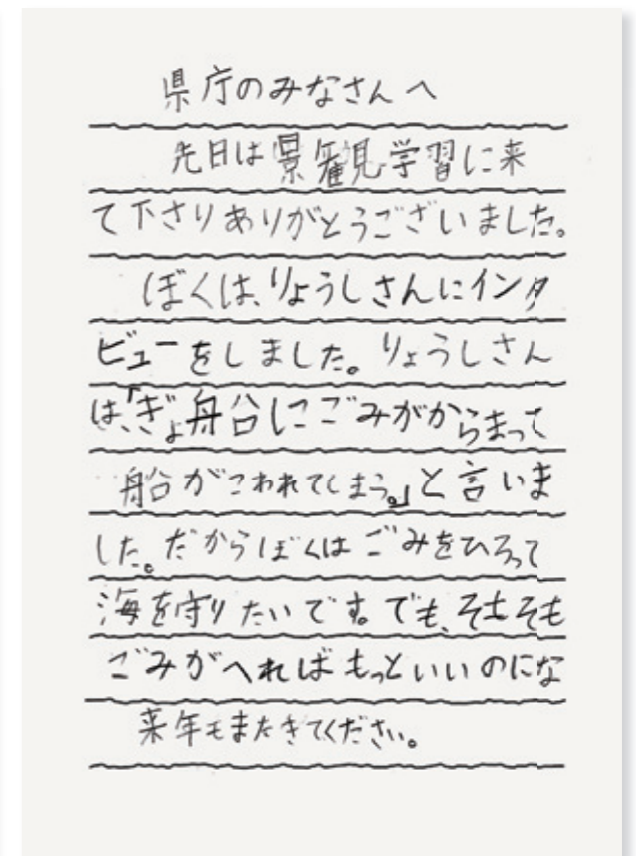 県庁のみなさんへ
先日は景観見学習に来
て下さりありがとうございました。
ぼくは、りょうしさんにインタ
ビューをしました。りょうしさん
は、「ぎょ船にごみがからまって
船がこわれてしまう。」と言いま
した。だからぼくはごみをひろって
海を守りたいです。でも、そもそも
ごみがへればもっといいのにな
来年もまたきてください。